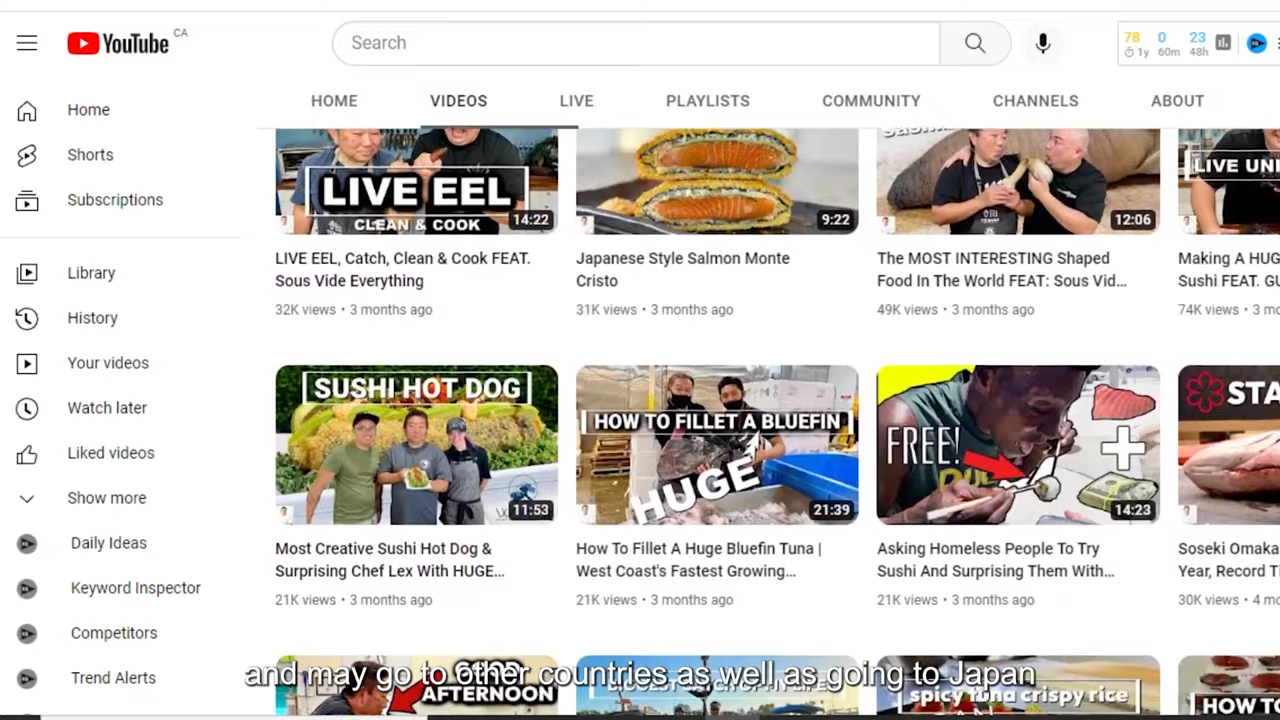 YouTube CA
Search
78 0 23
1y 60m 48h
HOME VIDEOS LIVE PLAYLISTS COMMUNITY CHANNELS ABOUT
Home
Shorts
Subscriptions
Library
History
Your videos
Watch later
Liked videos
Show more
Daily Ideas
Keyword Inspector
Competitors
Trend Alerts
LIVE EEL
CLEAN & COOK
14:22
LIVE EEL, Catch, Clean & Cook FEAT.
Sous Vide Everything
32K views • 3 months ago
9:22
Japanese Style Salmon Monte
Cristo
31K views • 3 months ago
12:06
The MOST INTERESTING Shaped
Food In The World FEAT: Sous Vid...
49K views • 3 months ago
LIVE UNI
Making A HUG
Sushi FEAT. GU
74K views • 3 mo
SUSHI HOT DOG
11:53
Most Creative Sushi Hot Dog &
Surprising Chef Lex With HUGE...
21K views • 3 months ago
HOW TO FILLET A BLUEFIN
HUGE
21:39
How To Fillet A Huge Bluefin Tuna |
West Coast's Fastest Growing...
21K views • 3 months ago
FREE!
14:23
Asking Homeless People To Try
Sushi And Surprising Them With...
21K views • 3 months ago
STA
Soseki Omaka
Year, Record T
30K views • 4 mo
GOOD
AFTERNOON
spicy tuna crispy rice
HOW TO
and may go to other countries as well as going to Japan